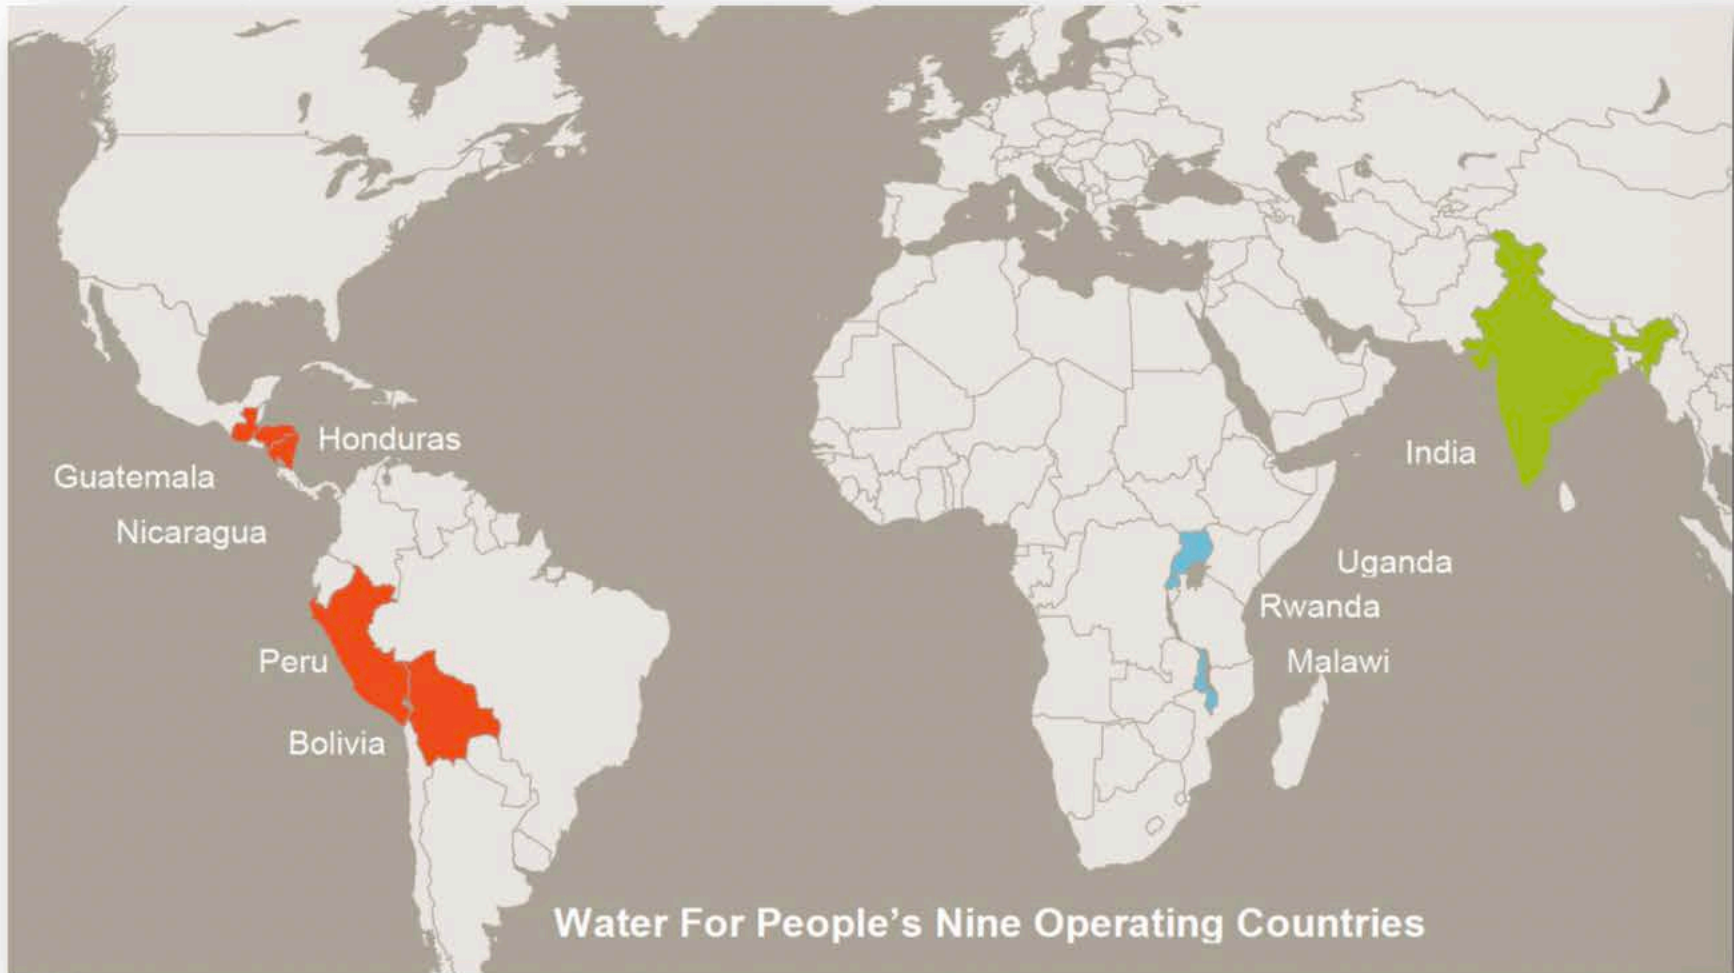 Honduras
Guatemala
Nicaragua
India
Uganda
Rwanda
Peru
Malawi
Bolivia
Water For People’s Nine Operating Countries